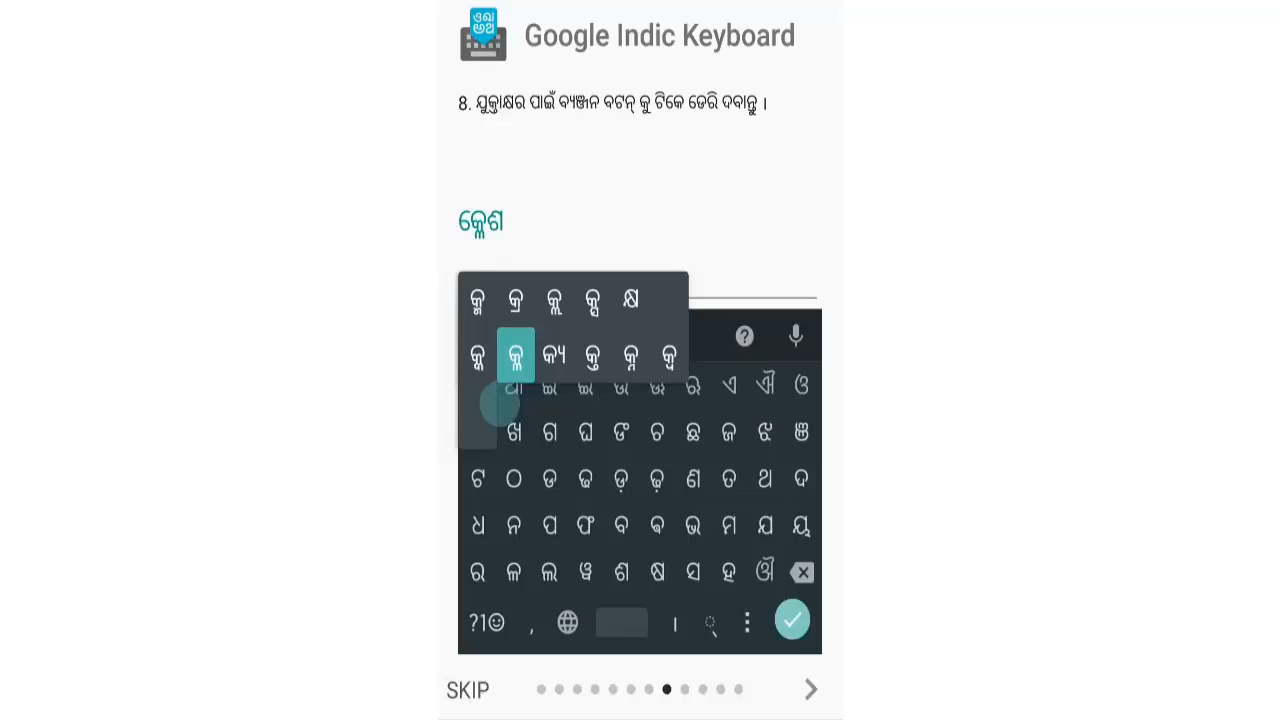 Google Indic Keyboard
8. ଯୁକ୍ତାକ୍ଷର ପାଇଁ ବ୍ୟଞ୍ଜନ ବଟନ୍ କୁ ଟିକେ ଡେରି ଦବାନ୍ତୁ ।
କ୍ଳେଶ
କ୍ମ କ୍ର କ୍ଲ କ୍ସ କ୍ଷ
କ୍କ କ୍ଳ କ୍ୟ କ୍ତ କ୍ନ କ୍ୱ
ଆ ଇ ଈ ଉ ଊ ଋ ଏ ଐ ଓ
ଖ ଗ ଘ ଙ ଚ ଛ ଜ ଝ ଞ
ଟ ଠ ଡ ଢ ଡ଼ ଢ଼ ଣ ତ ଥ ଦ
ଧ ନ ପ ଫ ବ ଵ ଭ ମ ଯ ୟ
ର ଳ ଲ ୱ ଶ ଷ ସ ହ ଔ
?1☺ , । ୍
SKIP